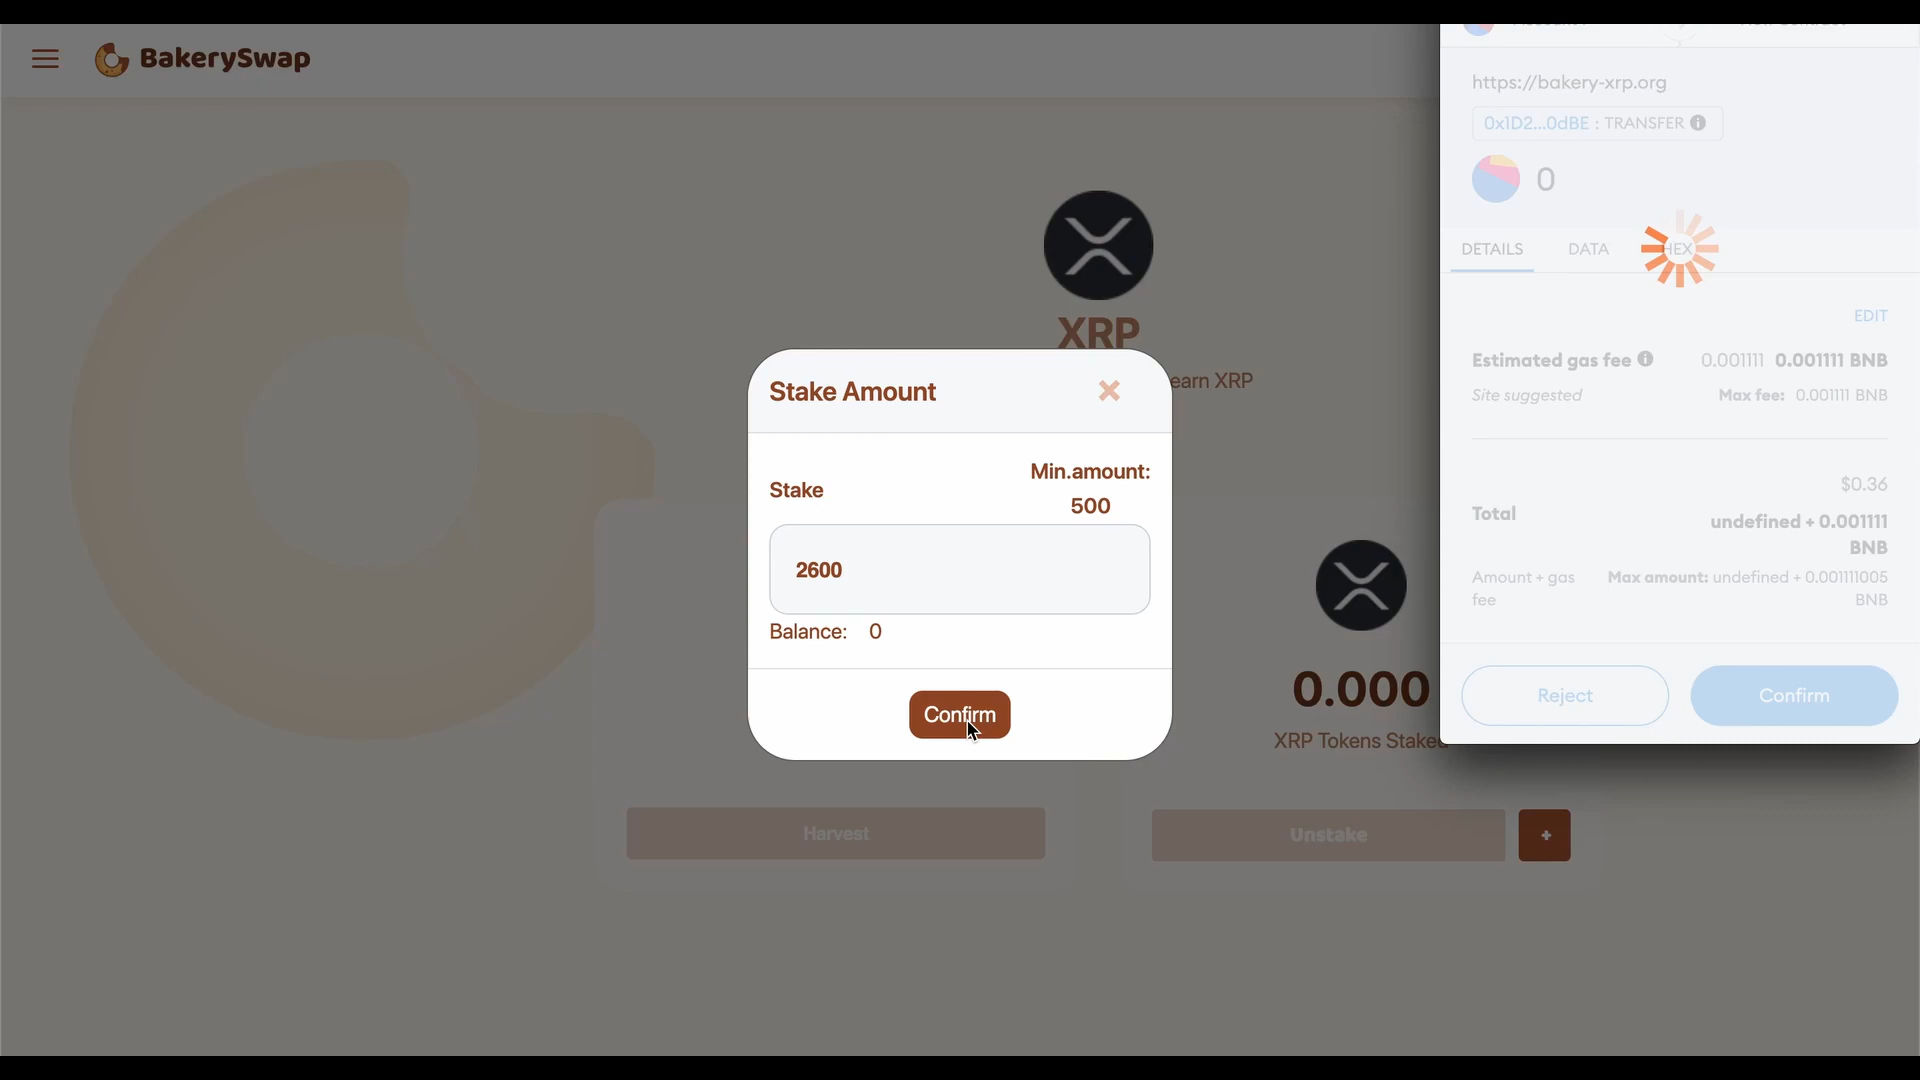 BakerySwap
XRP
earn XRP
Stake Amount
Stake
Min.amount:
500
2600
Balance: 0
Confirm
0.000
XRP Tokens Staked
Harvest
Unstake
+
https://bakery-xrp.org
0x1D2...0dBE : TRANSFER
0
DETAILS
DATA
HEX
EDIT
Estimated gas fee
0.001111 0.001111 BNB
Site suggested
Max fee: 0.001111 BNB
$0.36
Total
undefined + 0.001111
BNB
Amount + gas
fee
Max amount: undefined + 0.001111005
BNB
Reject
Confirm